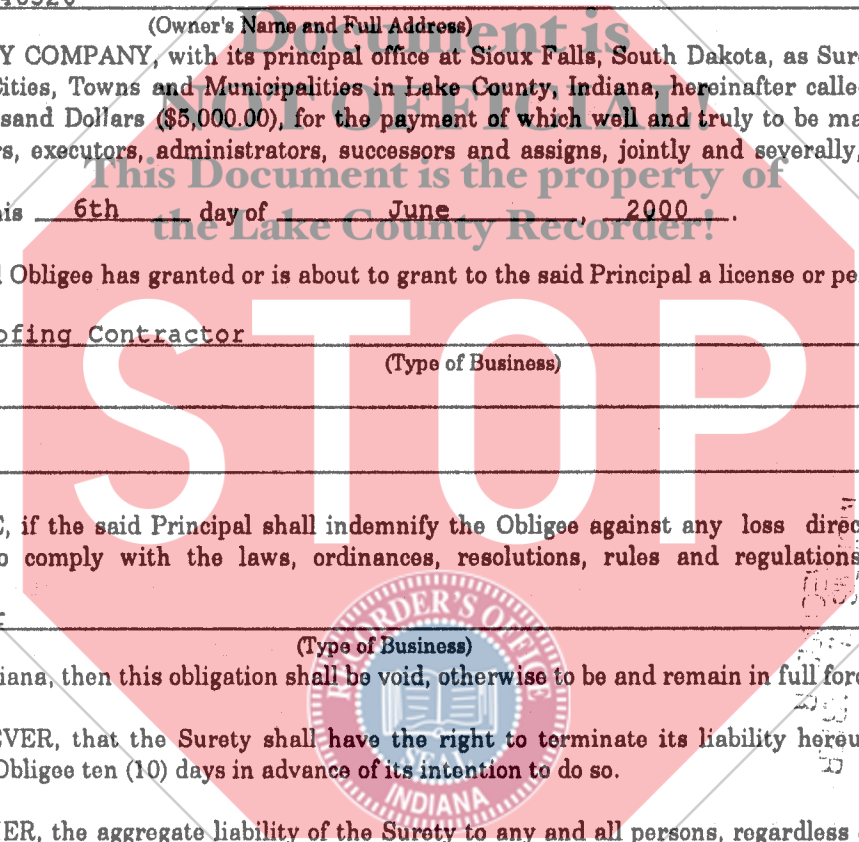 (Owner's Name and Full Address)
Document is
Y COMPANY, with its principal office at Sioux Falls, South Dakota, as Sure
Cities, Towns and Municipalities in Lake County, Indiana, hereinafter calle
NOT OFFICIAL!
usand Dollars ($5,000.00), for the payment of which well and truly to be ma
rs, executors, administrators, successors and assigns, jointly and severally,
This Document is the property of
his 6th day of June, 2000.
the Lake County Recorder!
d Obligee has granted or is about to grant to the said Principal a license or pe
ofing Contractor
(Type of Business)
STOP
E, if the said Principal shall indemnify the Obligee against any loss direc
o comply with the laws, ordinances, resolutions, rules and regulations
r
(Type of Business)
diana, then this obligation shall be void, otherwise to be and remain in full forc
EVER, that the Surety shall have the right to terminate its liability hereu
Obligee ten (10) days in advance of its intention to do so.
RECORDER'S OFFICE
SEAL
INDIANA
VER, the aggregate liability of the Surety to any and all persons, regardless